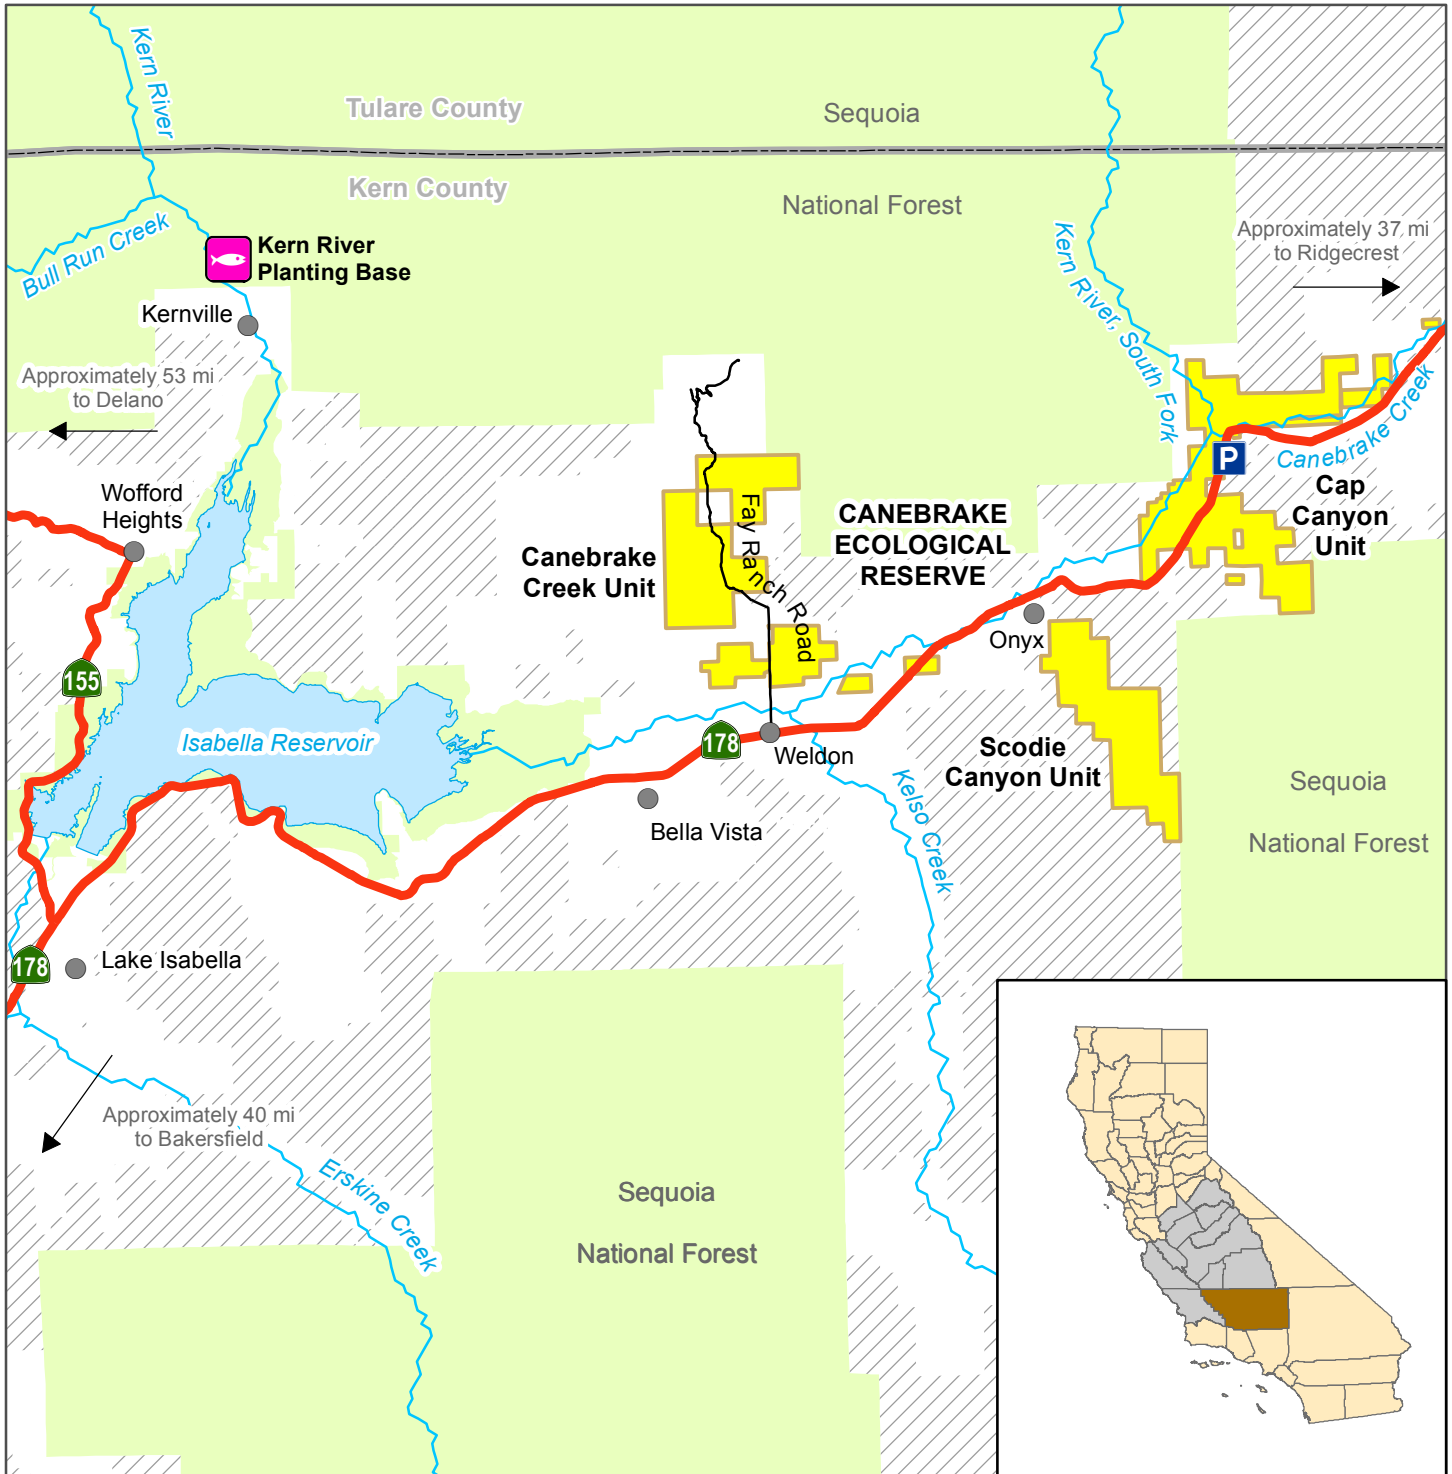 Kern River
Tulare County
Sequoia
Kern County
National Forest
Bull Run Creek
Kern River
Planting Base
Kern River, South Fork
Approximately 37 mi
to Ridgecrest
Kernville
Approximately 53 mi
to Delano
Canebrake Creek
P
Wofford
Heights
Fay Ranch Road
CANEBRAKE
ECOLOGICAL
RESERVE
Cap
Canyon
Unit
Canebrake
Creek Unit
Onyx
155
Isabella Reservoir
178
Weldon
Scodie
Canyon Unit
Kelso Creek
Bella Vista
Sequoia
National Forest
178
Lake Isabella
Approximately 40 mi
to Bakersfield
Erskine Creek
Sequoia
National Forest